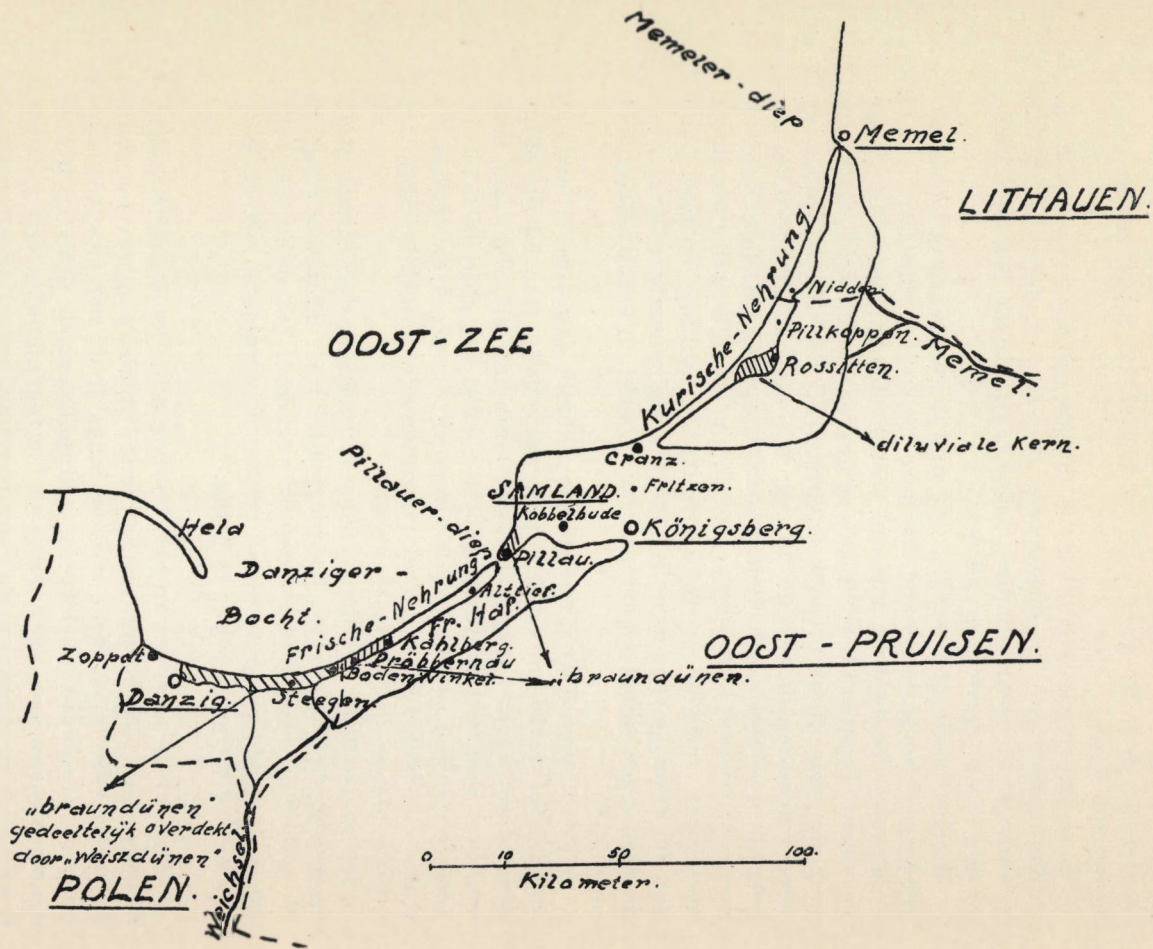 Memeler-diep
Memel.
LITHAUEN.
Kurische-Nehrung.
Nidden.
OOST-ZEE
Pillkoppen.
Memel.
Rossitten.
diluviale Kern.
Cranz.
Pillauer-diep
SAMLAND.
Fritzen.
Kobbelbude
Königsberg.
Hela
Pillau.
Danziger-
Bocht.
Alttief.
Frische-Nehrung
Fr. Haf.
Kahlberg.
OOST-PRUISEN.
Zoppat
Pröbbernau
Boden Winkel.
„braundünen.
Danzig.
Steegen.
„braundünen"
gedeeltelijk overdekt
door „Weiszdünen"
POLEN.
Weichsel.
0 10 50 100.
Kilometer.